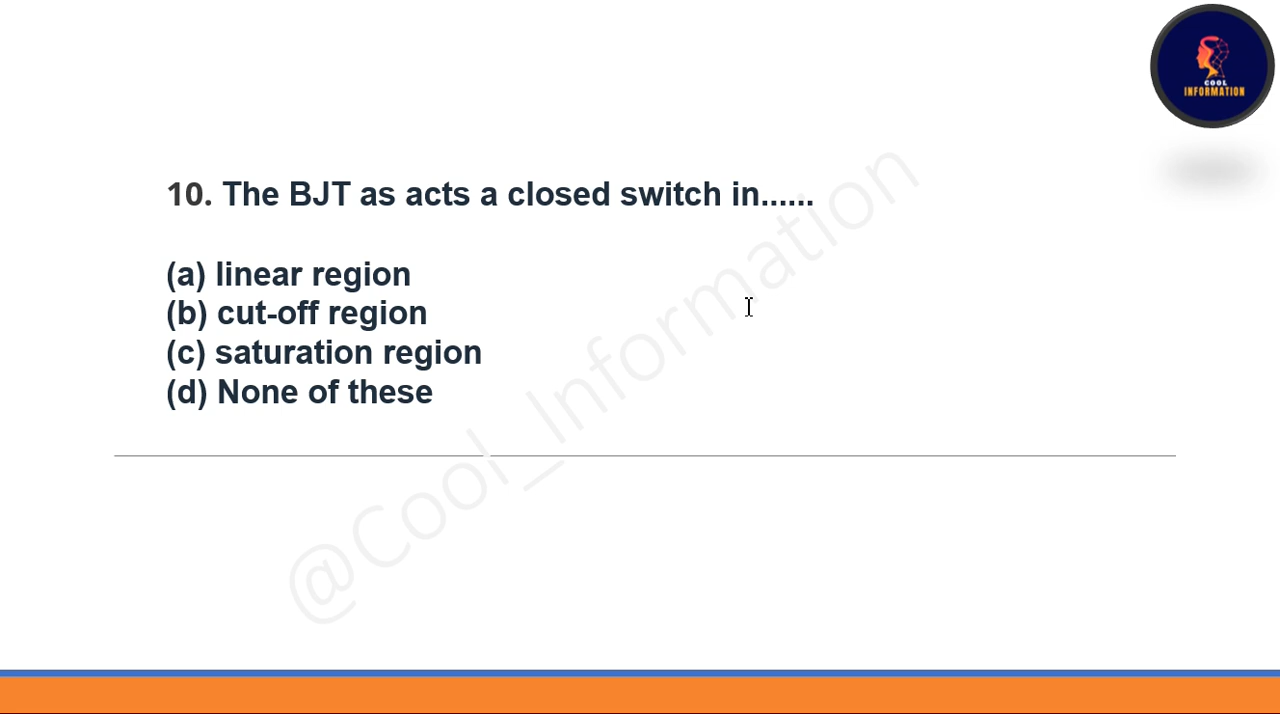 COOL
INFORMATION
10. The BJT as acts a closed switch in......
(a) linear region
(b) cut-off region
(c) saturation region
(d) None of these
@Cool_Information